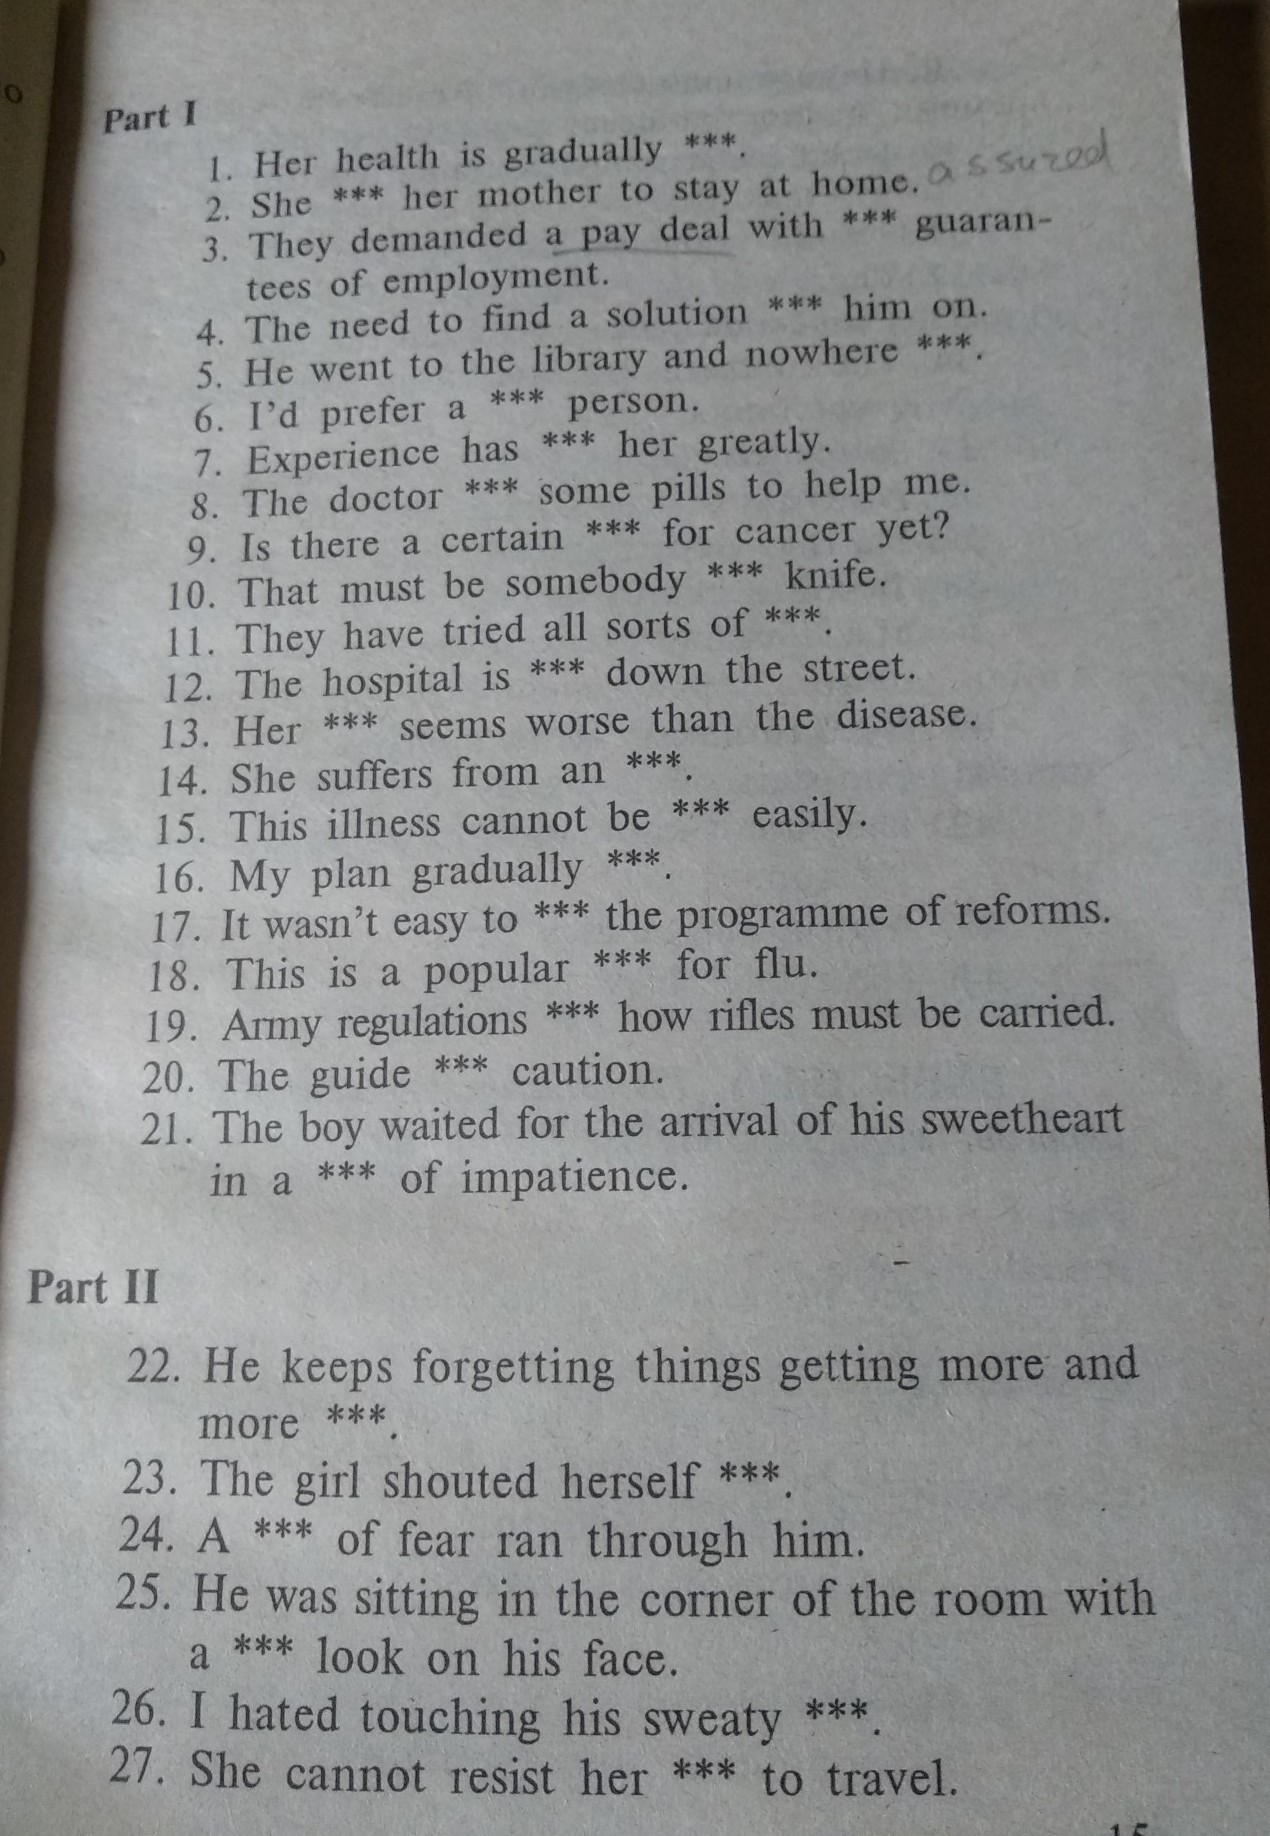 Part I
1. Her health is gradually ***.
2. She *** her mother to stay at home. assured
3. They demanded a pay deal with *** guaran-
tees of employment.
4. The need to find a solution *** him on.
5. He went to the library and nowhere ***.
6. I'd prefer a *** person.
7. Experience has *** her greatly.
8. The doctor *** some pills to help me.
9. Is there a certain *** for cancer yet?
10. That must be somebody *** knife.
11. They have tried all sorts of ***.
12. The hospital is *** down the street.
13. Her *** seems worse than the disease.
14. She suffers from an ***.
15. This illness cannot be *** easily.
16. My plan gradually ***.
17. It wasn't easy to *** the programme of reforms.
18. This is a popular *** for flu.
19. Army regulations *** how rifles must be carried.
20. The guide *** caution.
21. The boy waited for the arrival of his sweetheart
in a *** of impatience.
Part II
22. He keeps forgetting things getting more and
more ***.
23. The girl shouted herself ***.
24. A *** of fear ran through him.
25. He was sitting in the corner of the room with
a *** look on his face.
26. I hated touching his sweaty ***.
27. She cannot resist her *** to travel.
15